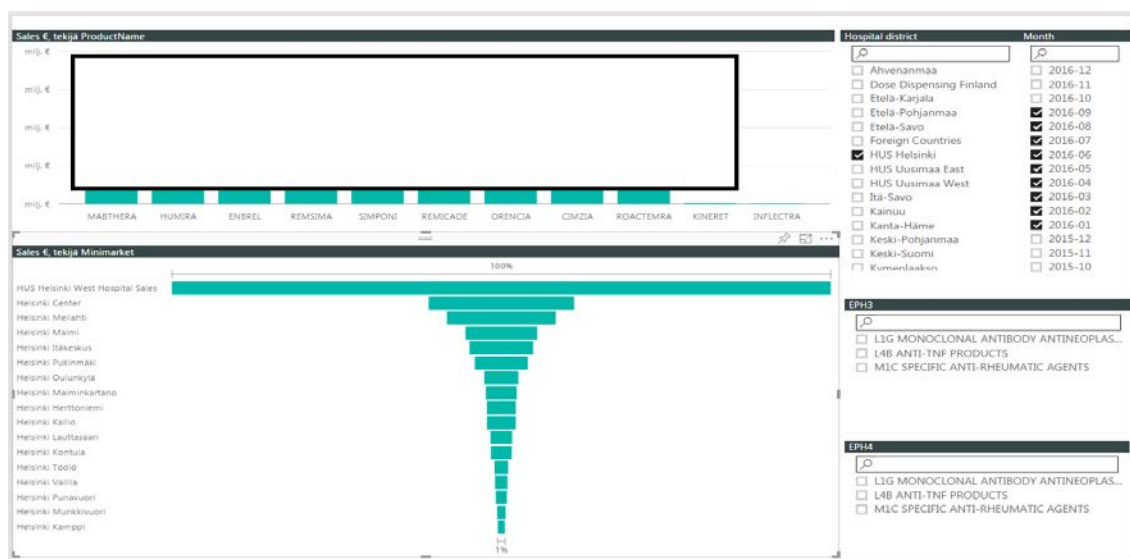 Sales €, tekijä ProductName
milj. €
milj. €
milj. €
milj. €
milj. €
MABTHERA HUMIRA ENBREL REMSIMA SIMPONI REMICADE ORENCIA CIMZIA ROACTEMRA KINERET INFLECTRA
Sales €, tekijä Minimarket
100%
HUS Helsinki West Hospital Sales
Helsinki Center
Helsinki Meilahti
Helsinki Malmi
Helsinki Itäkeskus
Helsinki Pukinmäki
Helsinki Oulunkylä
Helsinki Malminkartano
Helsinki Herttoniemi
Helsinki Kallio
Helsinki Lauttasaari
Helsinki Kontula
Helsinki Töölö
Helsinki Vallila
Helsinki Punavuori
Helsinki Munkkivuori
Helsinki Kamppi
1%
Hospital district
Ahvenanmaa
Dose Dispensing Finland
Etelä-Karjala
Etelä-Pohjanmaa
Etelä-Savo
Foreign Countries
HUS Helsinki
HUS Uusimaa East
HUS Uusimaa West
Itä-Savo
Kainuu
Kanta-Häme
Keski-Pohjanmaa
Keski-Suomi
Kymenlaakso
Month
2016-12
2016-11
2016-10
2016-09
2016-08
2016-07
2016-06
2016-05
2016-04
2016-03
2016-02
2016-01
2015-12
2015-11
2015-10
EPH3
L1G MONOCLONAL ANTIBODY ANTINEOPLAS...
L4B ANTI-TNF PRODUCTS
M1C SPECIFIC ANTI-RHEUMATIC AGENTS
EPH4
L1G MONOCLONAL ANTIBODY ANTINEOPLAS...
L4B ANTI-TNF PRODUCTS
M1C SPECIFIC ANTI-RHEUMATIC AGENTS